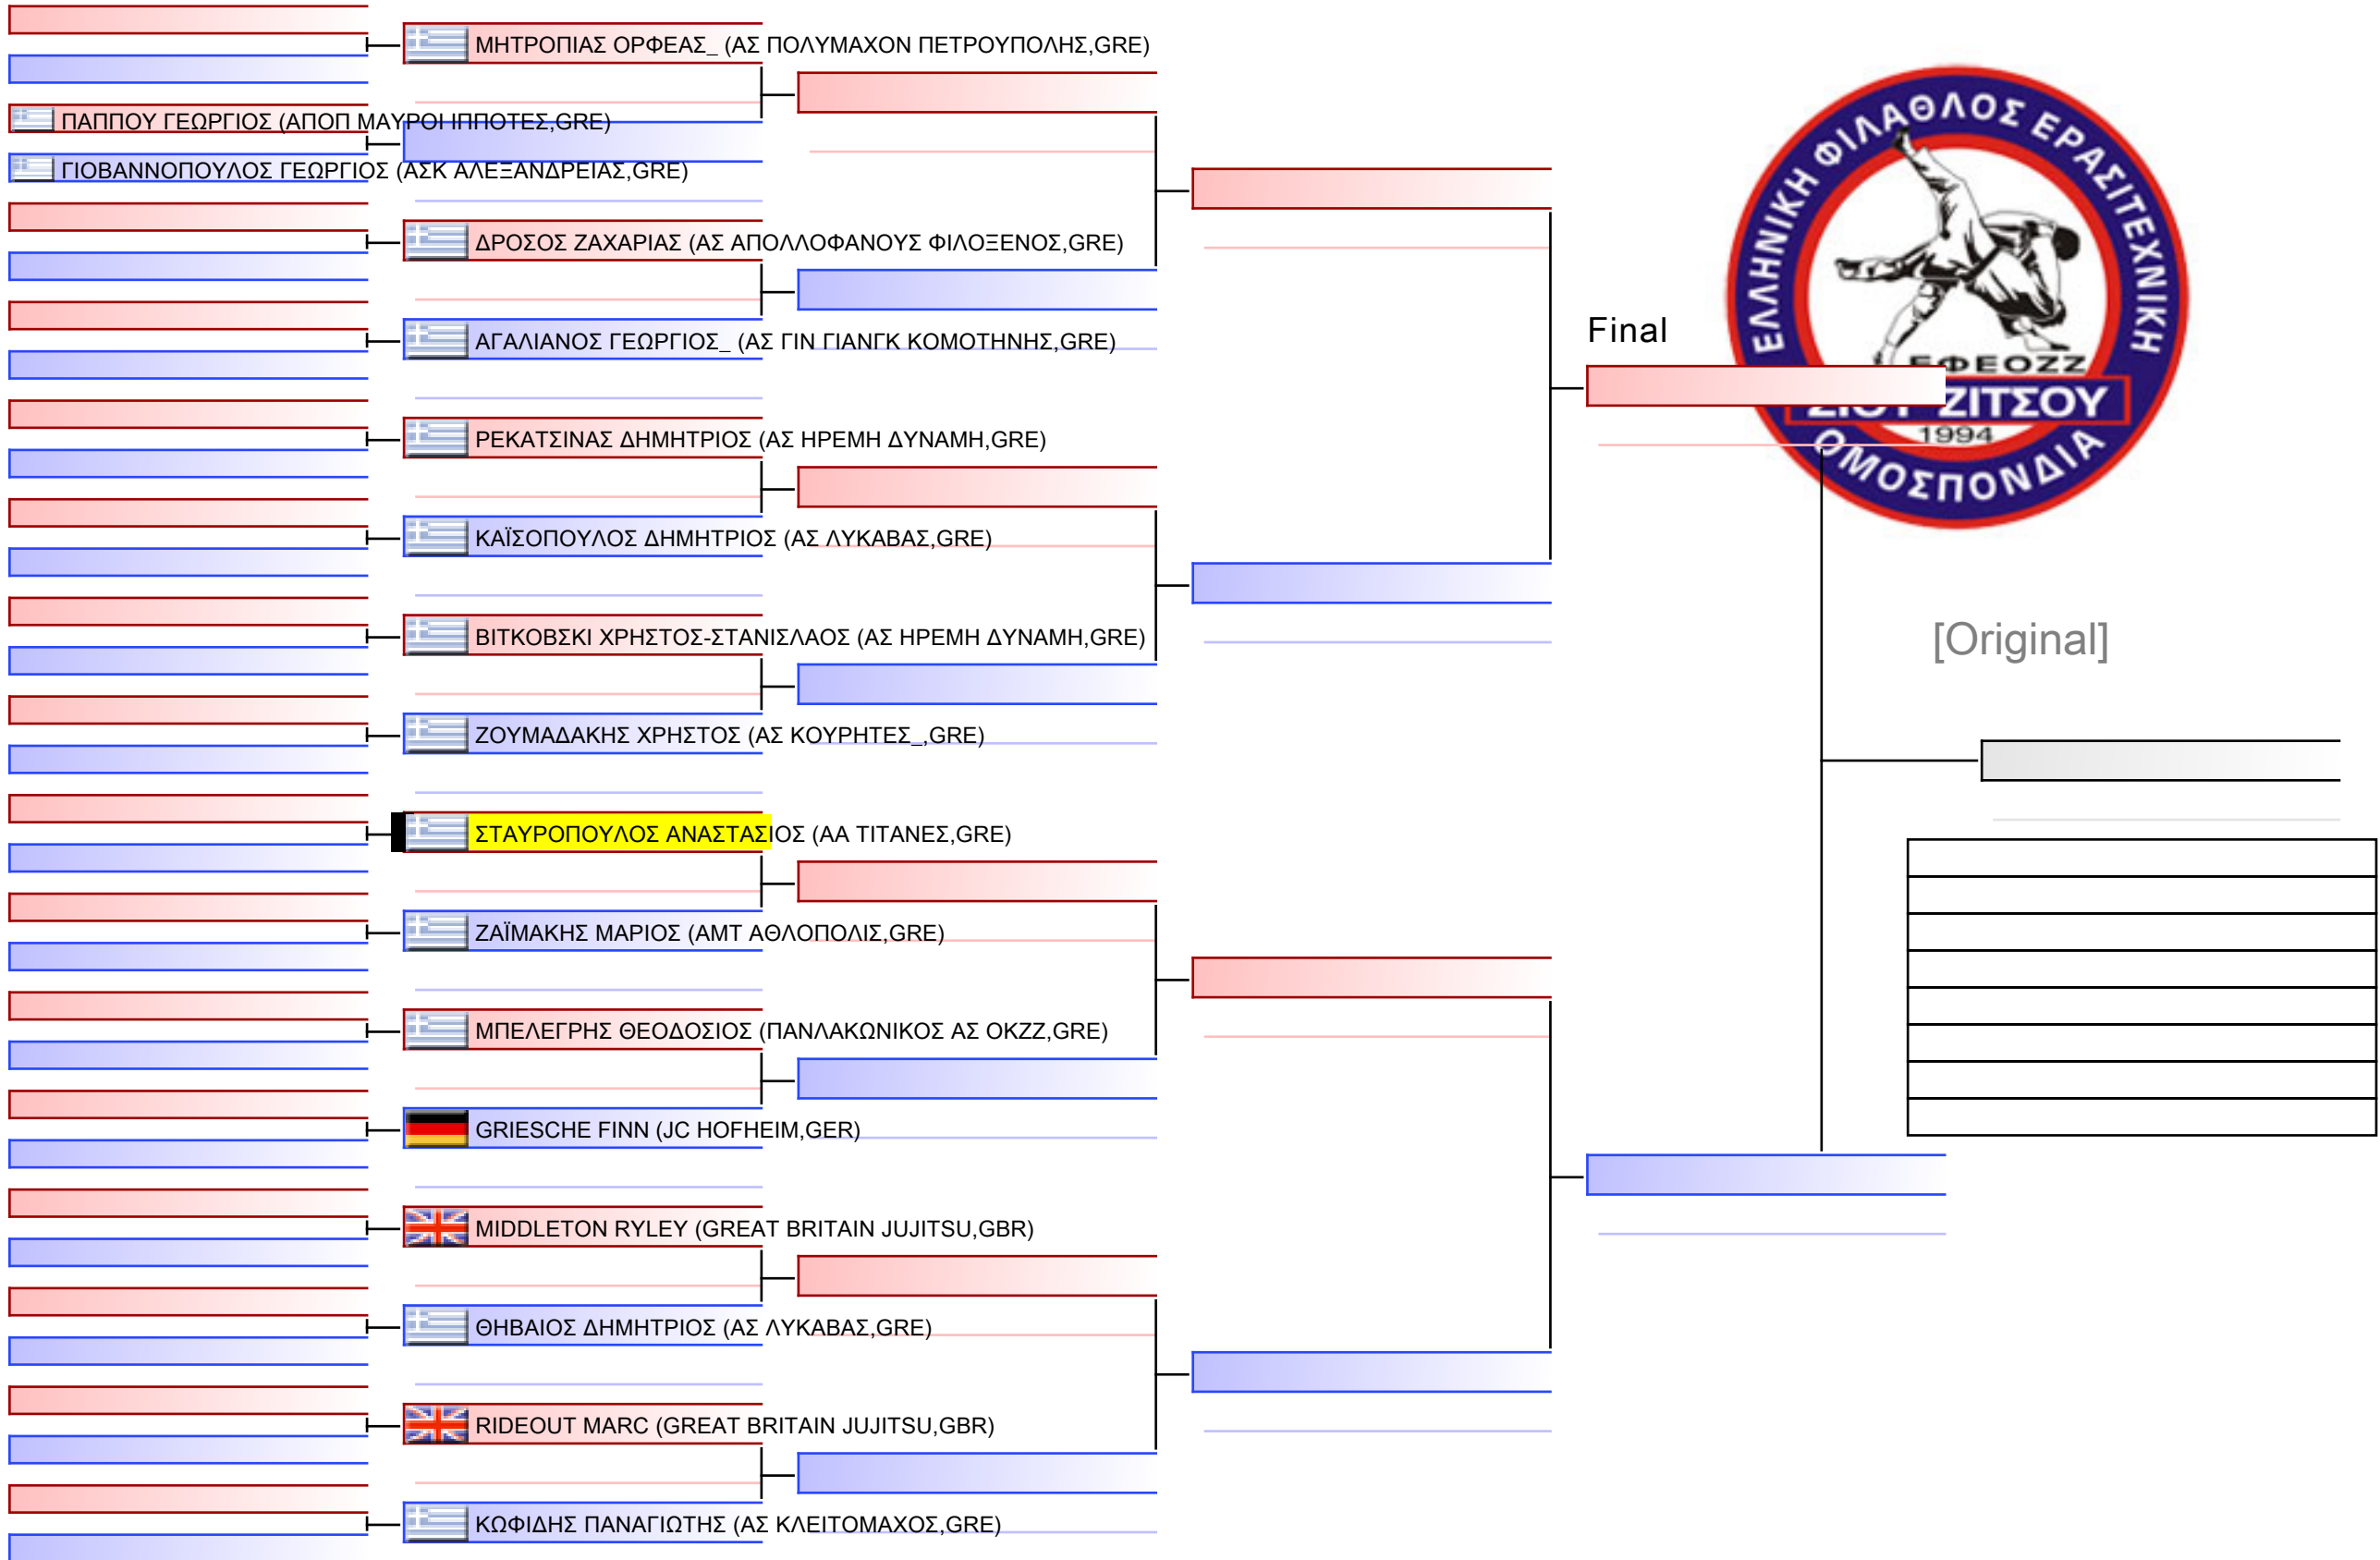 ΜΗΤΡΟΠΙΑΣ ΟΡΦΕΑΣ_ (ΑΣ ΠΟΛΥΜΑΧΟΝ ΠΕΤΡΟΥΠΟΛΗΣ,GRE)
ΠΑΠΠΟΥ ΓΕΩΡΓΙΟΣ (ΑΠΟΠ ΜΑΥΡΟΙ ΙΠΠΟΤΕΣ,GRE)
ΓΙΟΒΑΝΝΟΠΟΥΛΟΣ ΓΕΩΡΓΙΟΣ (ΑΣΚ ΑΛΕΞΑΝΔΡΕΙΑΣ,GRE)
ΔΡΟΣΟΣ ΖΑΧΑΡΙΑΣ (ΑΣ ΑΠΟΛΛΟΦΑΝΟΥΣ ΦΙΛΟΞΕΝΟΣ,GRE)
ΑΓΑΛΙΑΝΟΣ ΓΕΩΡΓΙΟΣ_ (ΑΣ ΓΙΝ ΓΙΑΝΓΚ ΚΟΜΟΤΗΝΗΣ,GRE)
ΡΕΚΑΤΣΙΝΑΣ ΔΗΜΗΤΡΙΟΣ (ΑΣ ΗΡΕΜΗ ΔΥΝΑΜΗ,GRE)
ΚΑΪΣΟΠΟΥΛΟΣ ΔΗΜΗΤΡΙΟΣ (ΑΣ ΛΥΚΑΒΑΣ,GRE)
ΒΙΤΚΟΒΣΚΙ ΧΡΗΣΤΟΣ-ΣΤΑΝΙΣΛΑΟΣ (ΑΣ ΗΡΕΜΗ ΔΥΝΑΜΗ,GRE)
ΖΟΥΜΑΔΑΚΗΣ ΧΡΗΣΤΟΣ (ΑΣ ΚΟΥΡΗΤΕΣ_,GRE)
ΣΤΑΥΡΟΠΟΥΛΟΣ ΑΝΑΣΤΑΣΙΟΣ (ΑΑ ΤΙΤΑΝΕΣ,GRE)
ΖΑΪΜΑΚΗΣ ΜΑΡΙΟΣ (ΑΜΤ ΑΘΛΟΠΟΛΙΣ,GRE)
ΜΠΕΛΕΓΡΗΣ ΘΕΟΔΟΣΙΟΣ (ΠΑΝΛΑΚΩΝΙΚΟΣ ΑΣ ΟΚΖΖ,GRE)
GRIESCHE FINN (JC HOFHEIM,GER)
MIDDLETON RYLEY (GREAT BRITAIN JUJITSU,GBR)
ΘΗΒΑΙΟΣ ΔΗΜΗΤΡΙΟΣ (ΑΣ ΛΥΚΑΒΑΣ,GRE)
RIDEOUT MARC (GREAT BRITAIN JUJITSU,GBR)
ΚΩΦΙΔΗΣ ΠΑΝΑΓΙΩΤΗΣ (ΑΣ ΚΛΕΙΤΟΜΑΧΟΣ,GRE)
Final
ΕΛΛΗΝΙΚΗ ΦΙΛΑΘΛΟΣ ΕΡΑΣΙΤΕΧΝΙΚΗ
ΕΦΕΟΖΖ
ΖΙΤΣΟΥ
1994
ΟΜΟΣΠΟΝΔΙΑ
[Original]